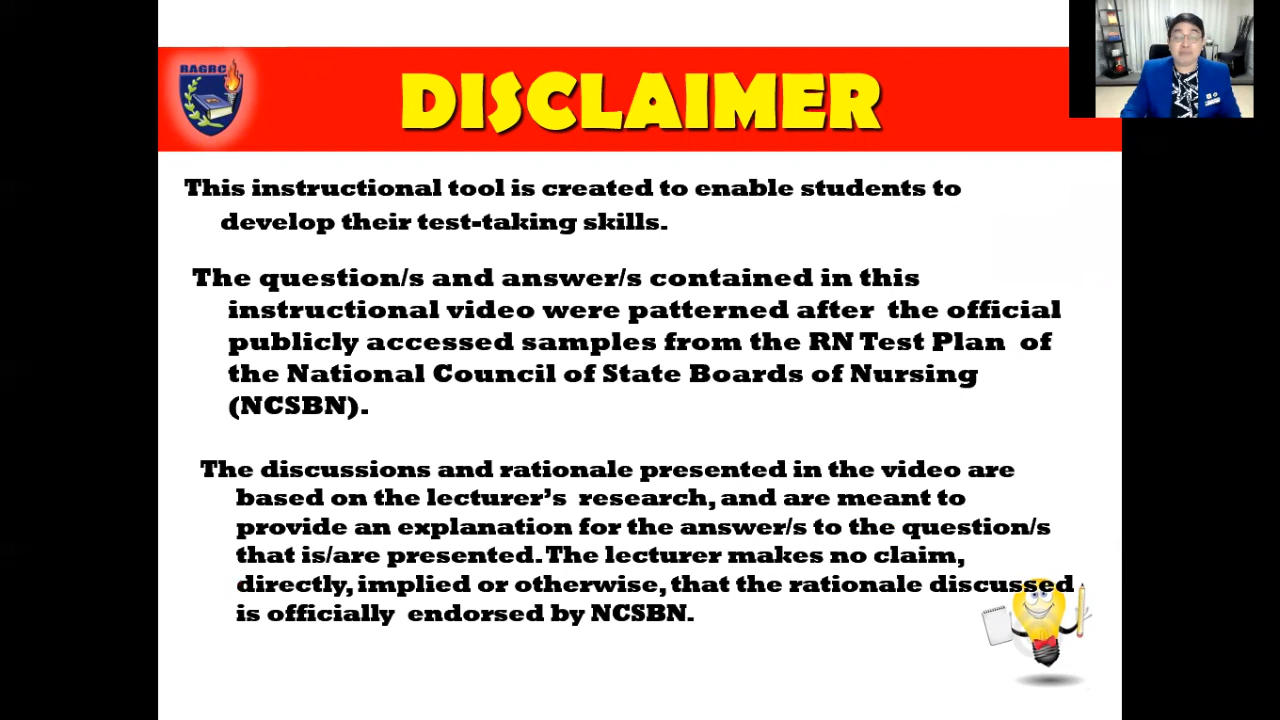 RAGRC
DISCLAIMER
This instructional tool is created to enable students to
develop their test-taking skills.
The question/s and answer/s contained in this
instructional video were patterned after the official
publicly accessed samples from the RN Test Plan of
the National Council of State Boards of Nursing
(NCSBN).
The discussions and rationale presented in the video are
based on the lecturer's research, and are meant to
provide an explanation for the answer/s to the question/s
that is/are presented. The lecturer makes no claim,
directly, implied or otherwise, that the rationale discussed
is officially endorsed by NCSBN.